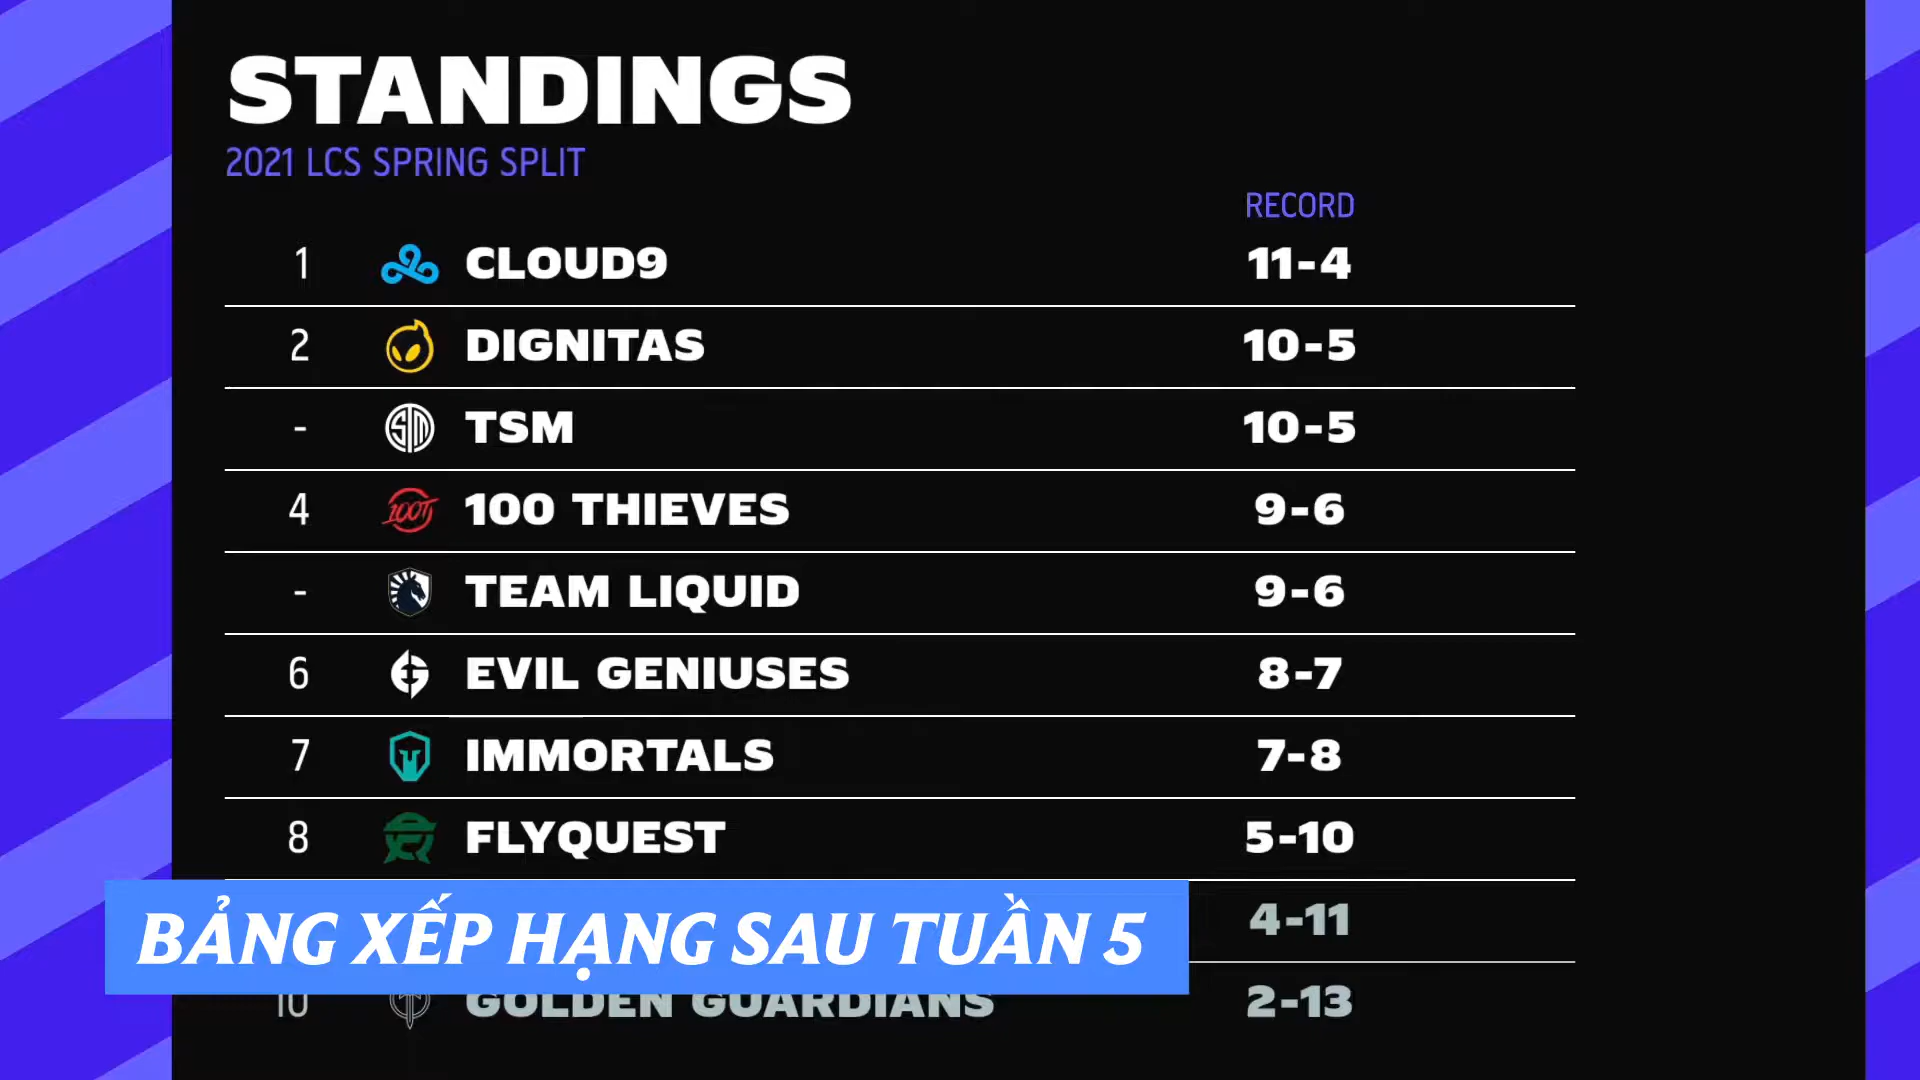 STANDINGS
2021 LCS SPRING SPLIT
RECORD
1 CLOUD9 11-4
2 DIGNITAS 10-5
- TSM 10-5
4 100 THIEVES 9-6
- TEAM LIQUID 9-6
6 EVIL GENIUSES 8-7
7 IMMORTALS 7-8
8 FLYQUEST 5-10
4-11
BẢNG XẾP HẠNG SAU TUẦN 5
10 GOLDEN GUARDIANS 2-13